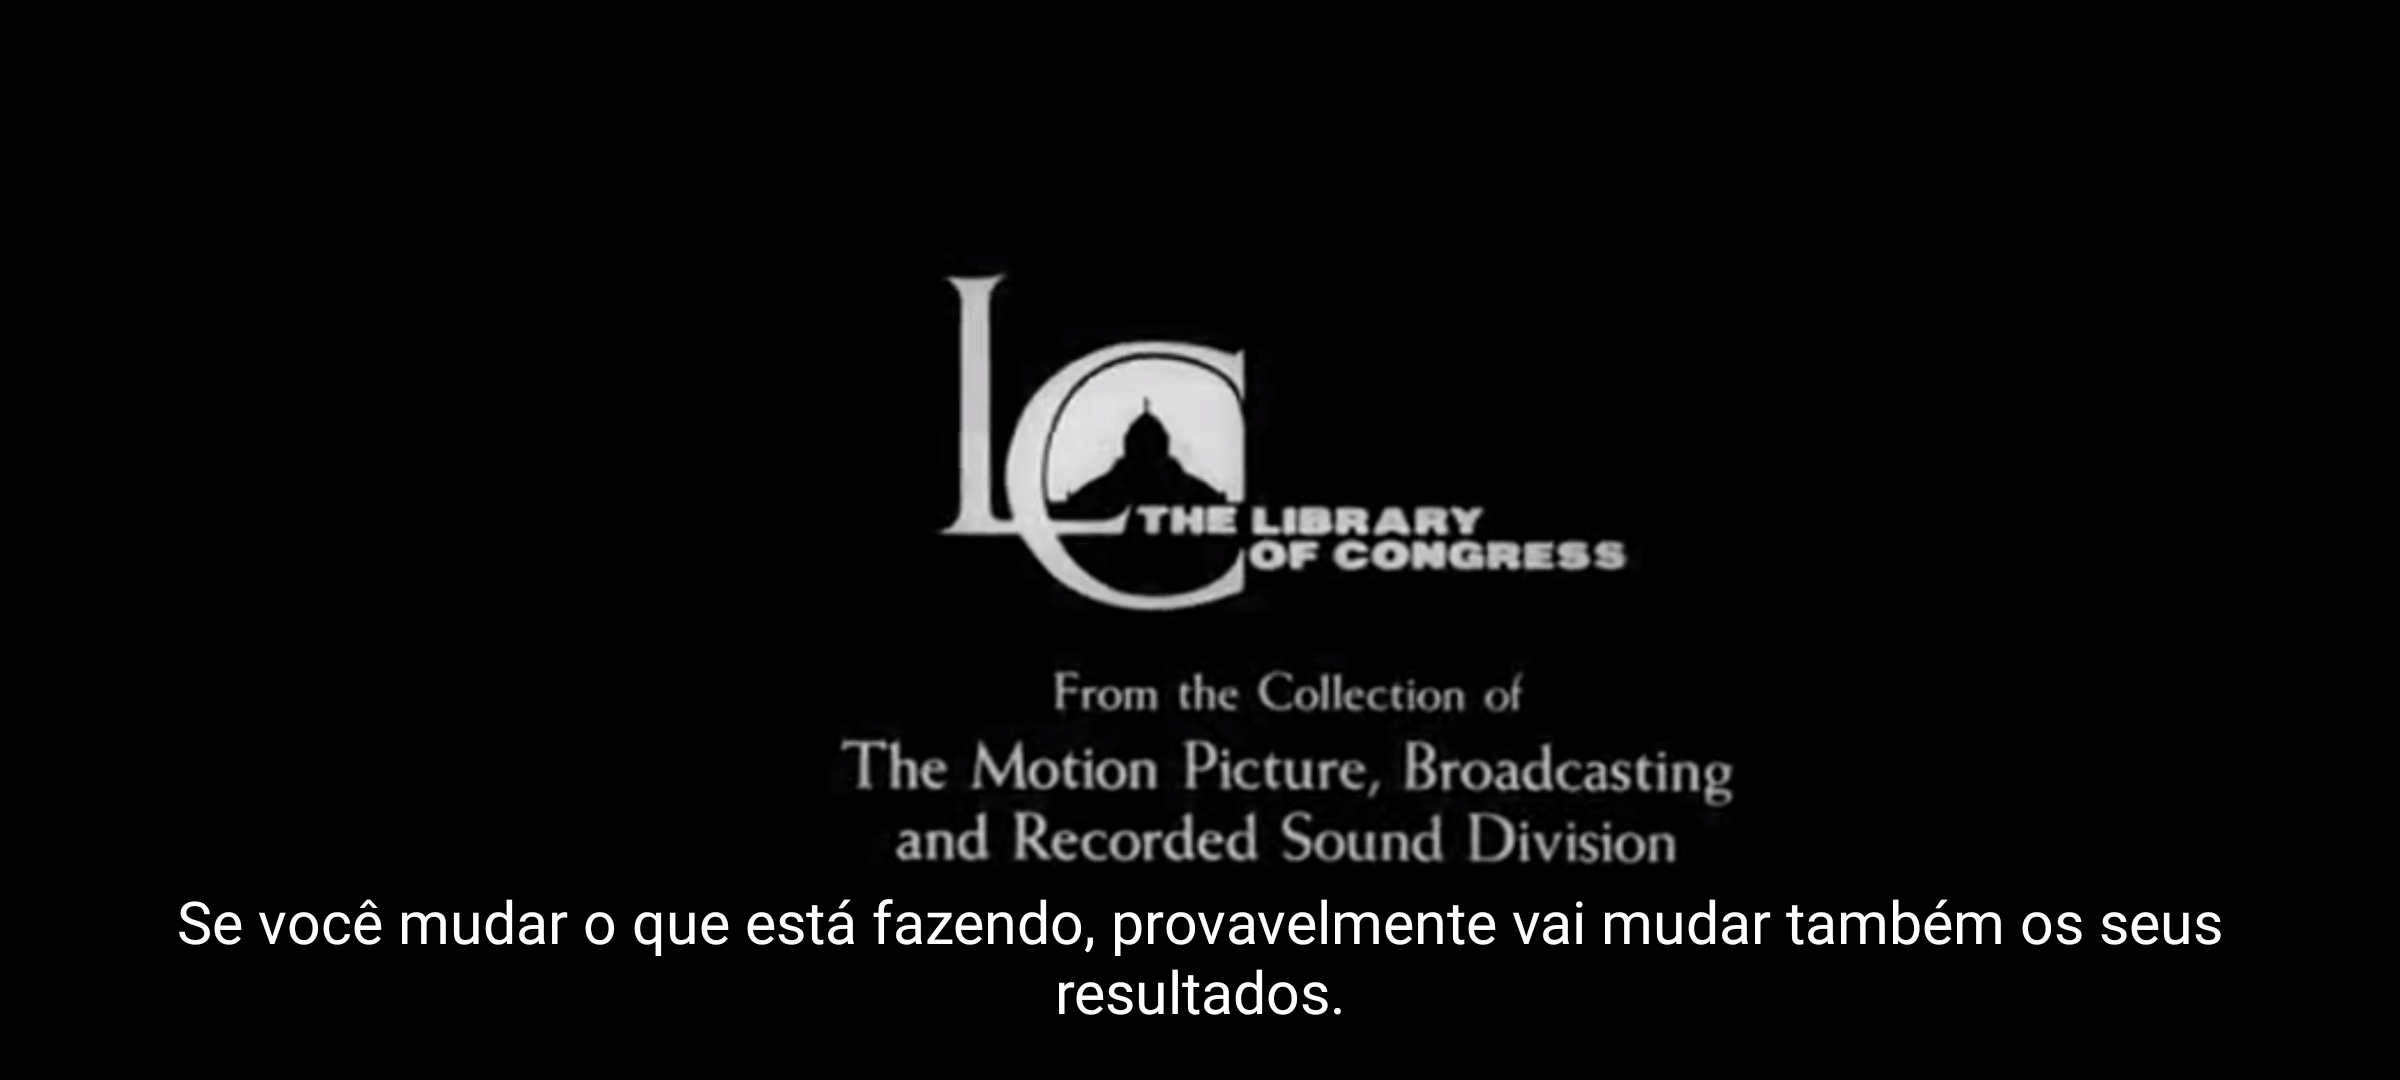 LC
THE LIBRARY
OF CONGRESS
From the Collection of
The Motion Picture, Broadcasting
and Recorded Sound Division
Se você mudar o que está fazendo, provavelmente vai mudar também os seus
resultados.